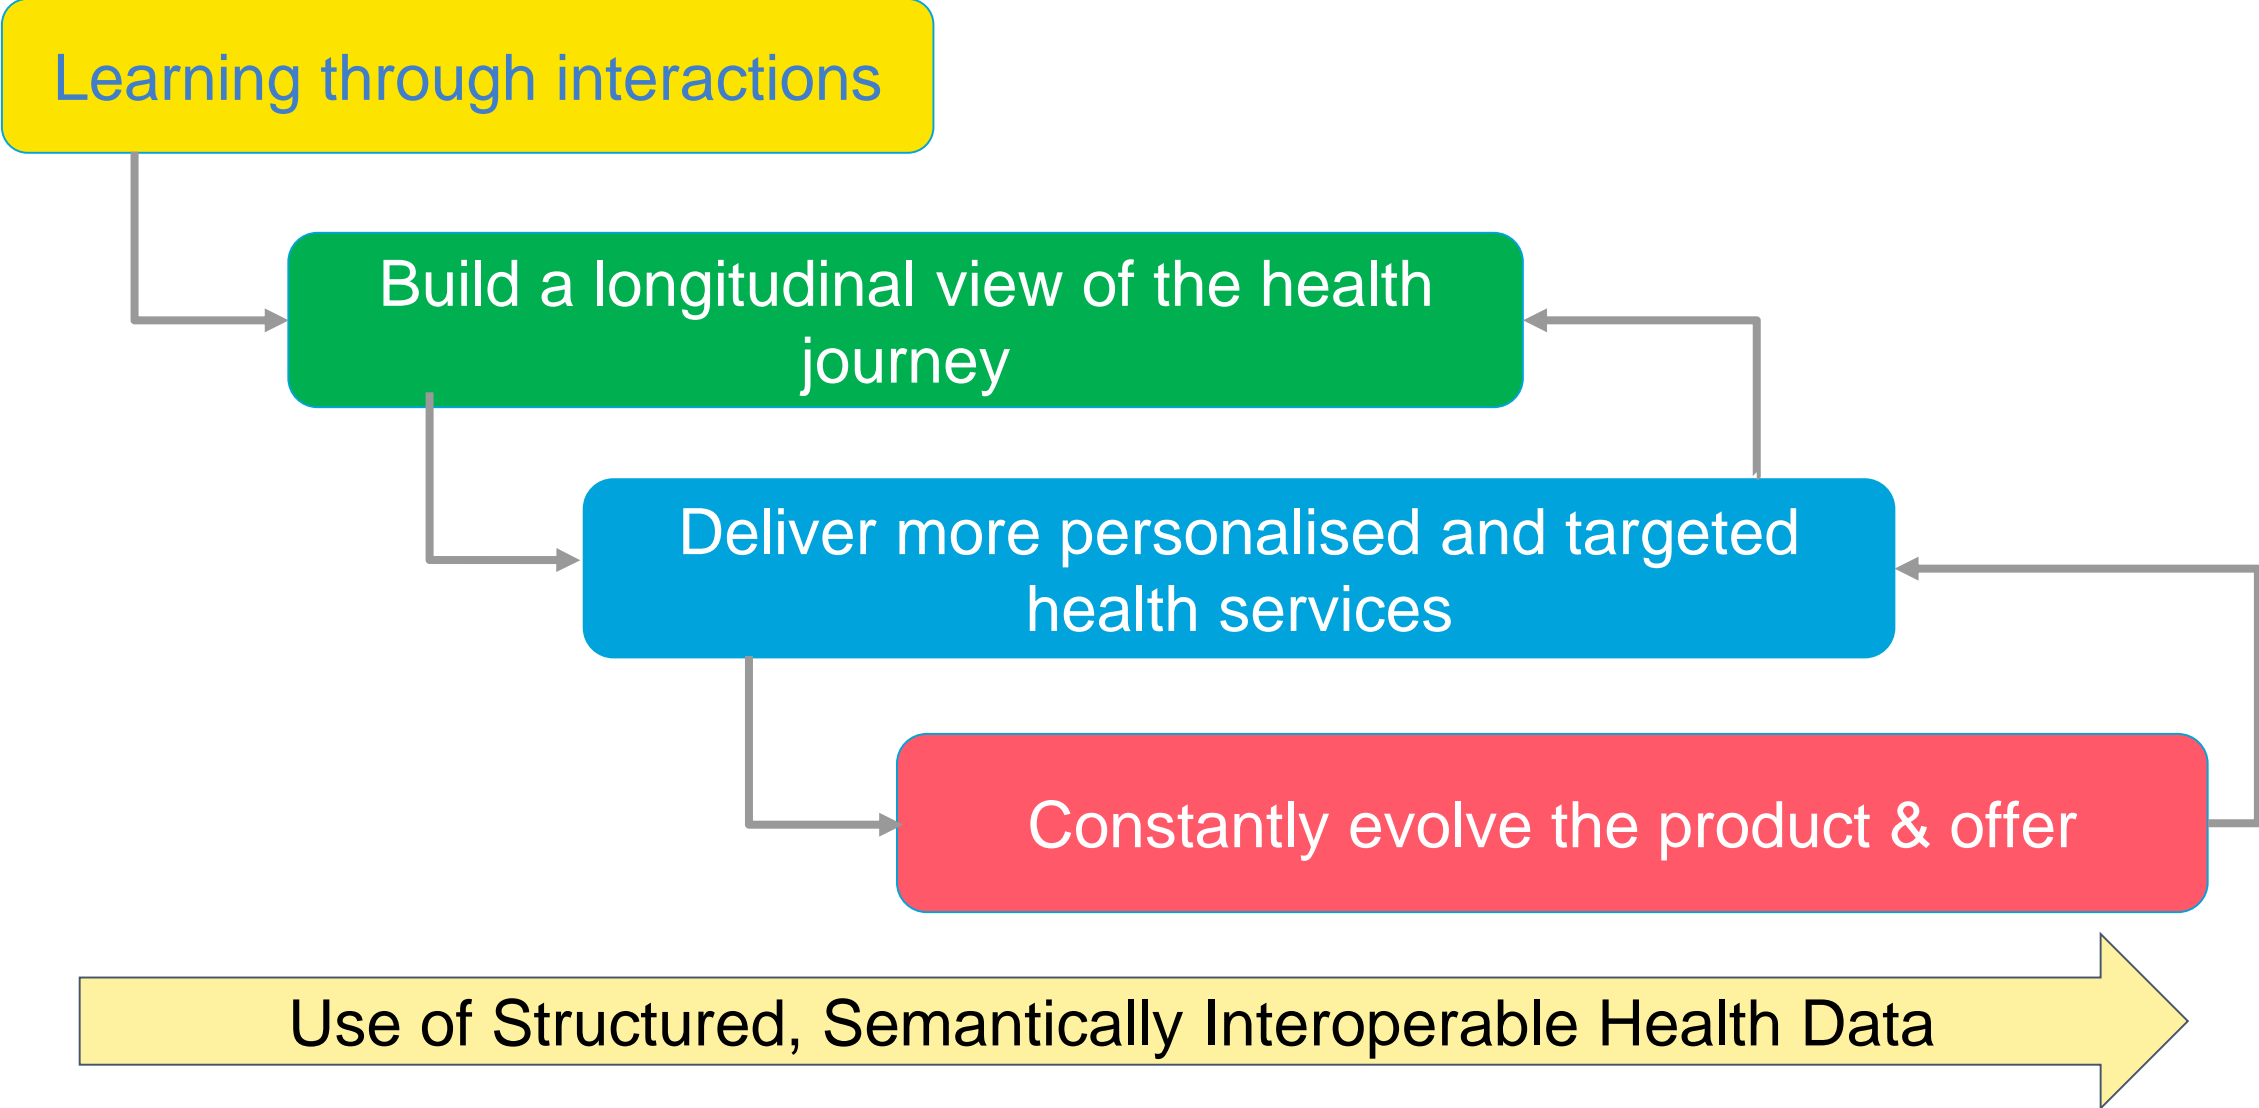 Learning through interactions
Build a longitudinal view of the health
journey
Deliver more personalised and targeted
health services
Constantly evolve the product & offer
Use of Structured, Semantically Interoperable Health Data